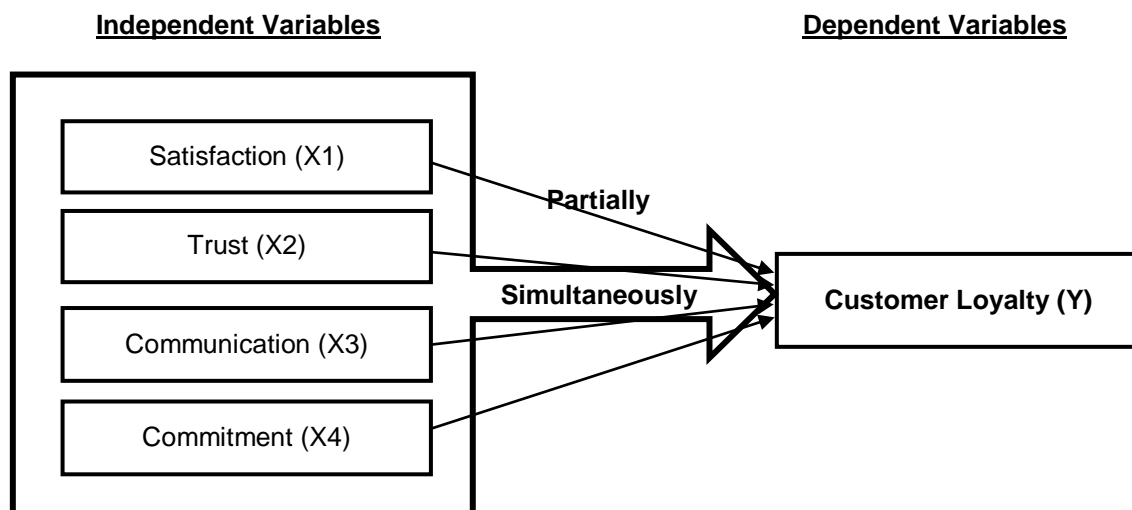 Independent Variables
Dependent Variables
Satisfaction (X1)
Partially
Trust (X2)
Simultaneously
Customer Loyalty (Y)
Communication (X3)
Commitment (X4)